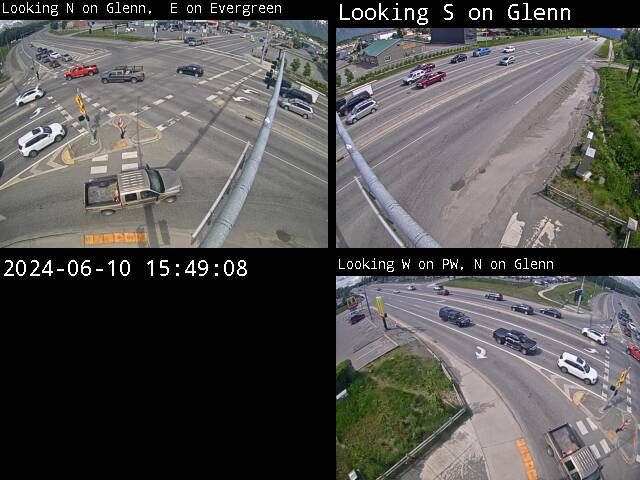 Looking N on Glenn, E on Evergreen
Looking S on Glenn
2024-06-10 15:49:08
Looking W on PW, N on Glenn